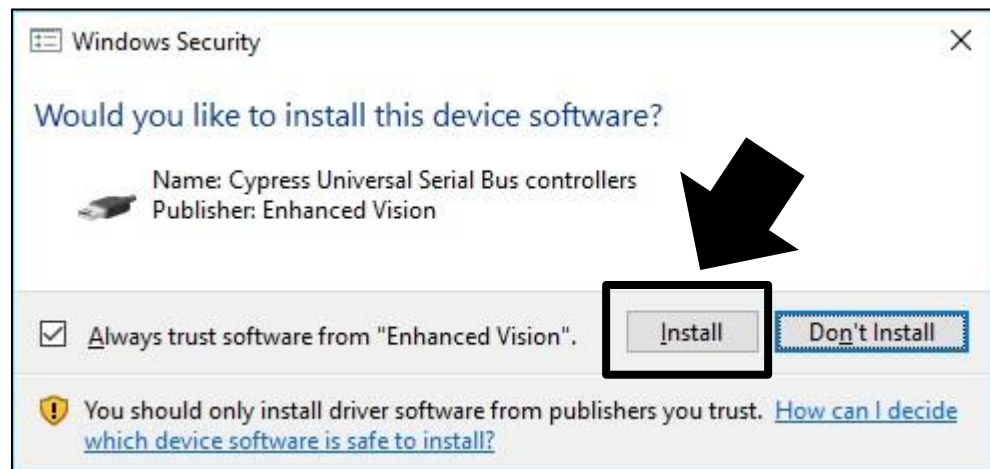 Windows Security
Would you like to install this device software?
Name: Cypress Universal Serial Bus controllers
Publisher: Enhanced Vision
Always trust software from "Enhanced Vision".
Install
Don't Install
You should only install driver software from publishers you trust. How can I decide
which device software is safe to install?